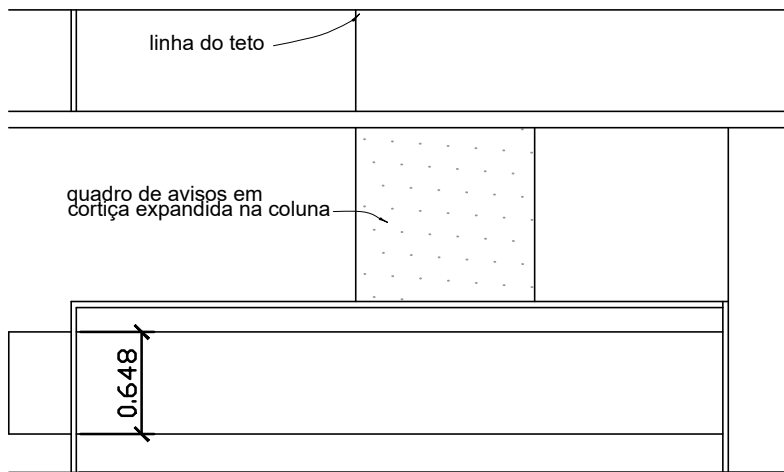 linha do teto
quadro de avisos em
cortiça expandida na coluna
0.648